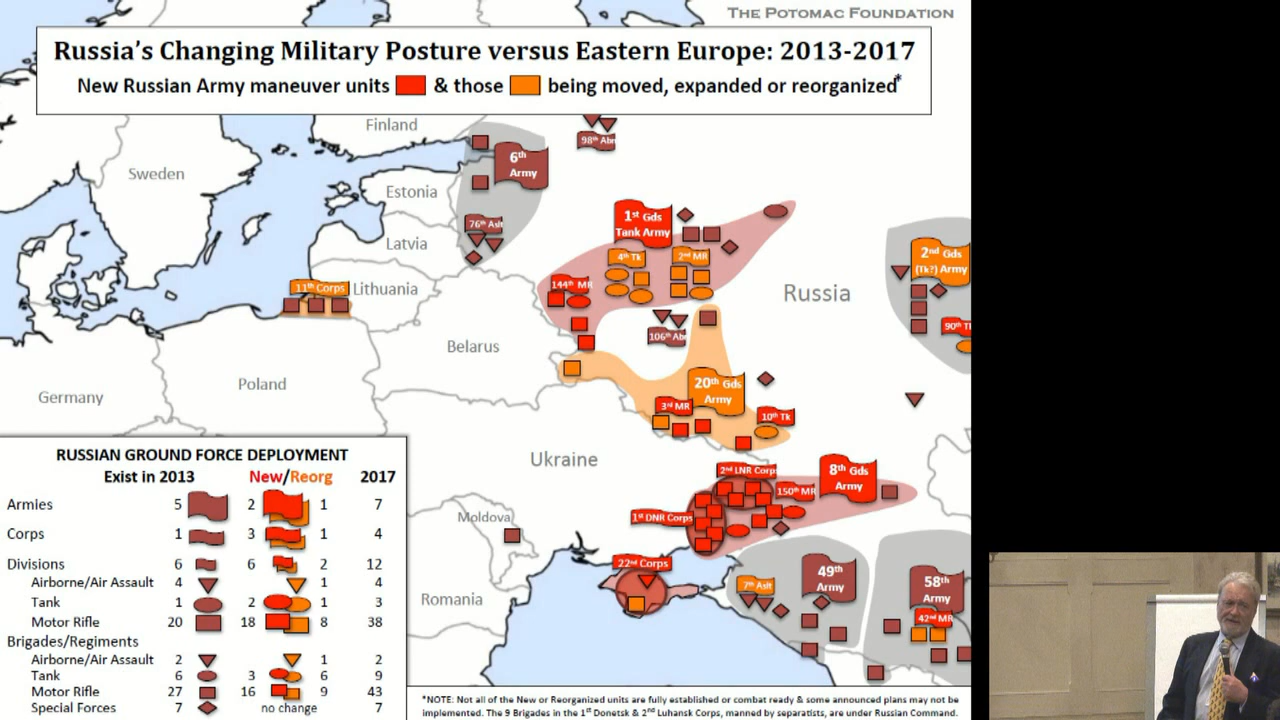 THE POTOMAC FOUNDATION
Russia's Changing Military Posture versus Eastern Europe: 2013-2017
New Russian Army maneuver units & those being moved, expanded or reorganized*
Finland
98th Abn
Sweden
6th
Army
Estonia
76th Aslt
Latvia
1st Gds
Tank Army
4th Tk
2nd MR
2nd Gds
(Tk?) Army
11th Corps
Lithuania
144th MR
Russia
90th
106th Abn
Belarus
Poland
Germany
20th Gds
Army
3rd MR
10th Tk
Ukraine
2nd LNR Corps
8th Gds
Army
150th MR
1st DNR Corps
Moldova
22nd Corps
Romania
7th Aslt
49th
Army
58th
Army
42nd MR
RUSSIAN GROUND FORCE DEPLOYMENT
Exist in 2013 New/Reorg 2017
Armies 5 2 1 7
Corps 1 3 1 4
Divisions 6 6 2 12
Airborne/Air Assault 4 1 4
Tank 1 2 1 3
Motor Rifle 20 18 8 38
Brigades/Regiments
Airborne/Air Assault 2 1 2
Tank 6 3 6 9
Motor Rifle 27 16 9 43
Special Forces 7 no change 7
*NOTE: Not all of the New or Reorganized units are fully established or combat ready & some announced plans may not be
implemented. The 9 Brigades in the 1st Donetsk & 2nd Luhansk Corps, manned by separatists, are under Russian Command.